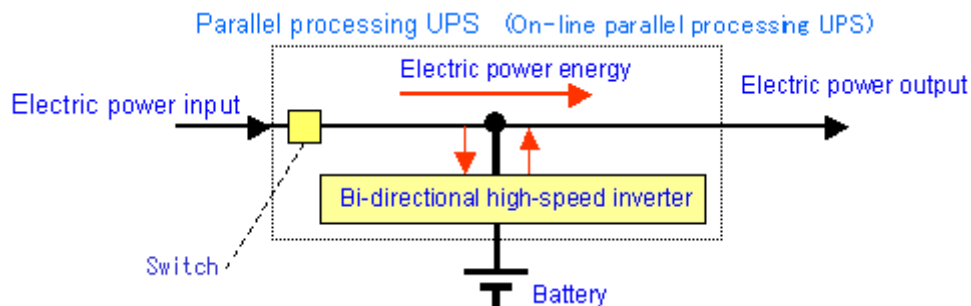 Parallel processing UPS (On-line parallel processing UPS)
Electric power energy
Electric power input
Electric power output
Bi-directional high-speed inverter
Switch
Battery